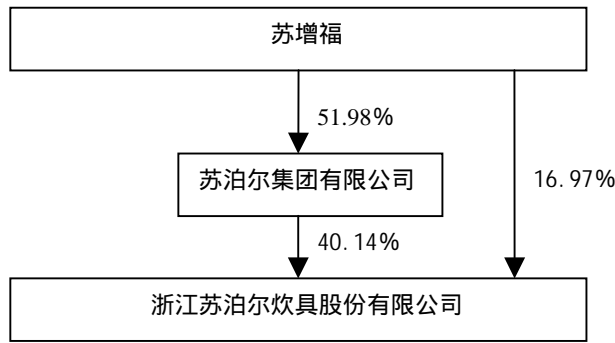 苏增福
51.98%
苏泊尔集团有限公司
16.97%
40.14%
浙江苏泊尔炊具股份有限公司